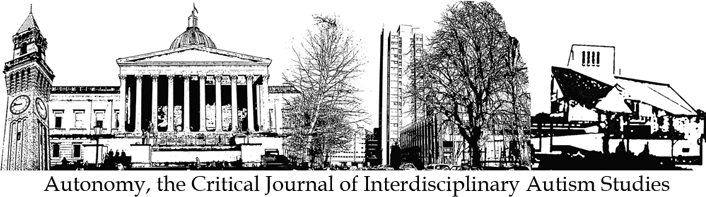 Autonomy, the Critical Journal of Interdisciplinary Autism Studies